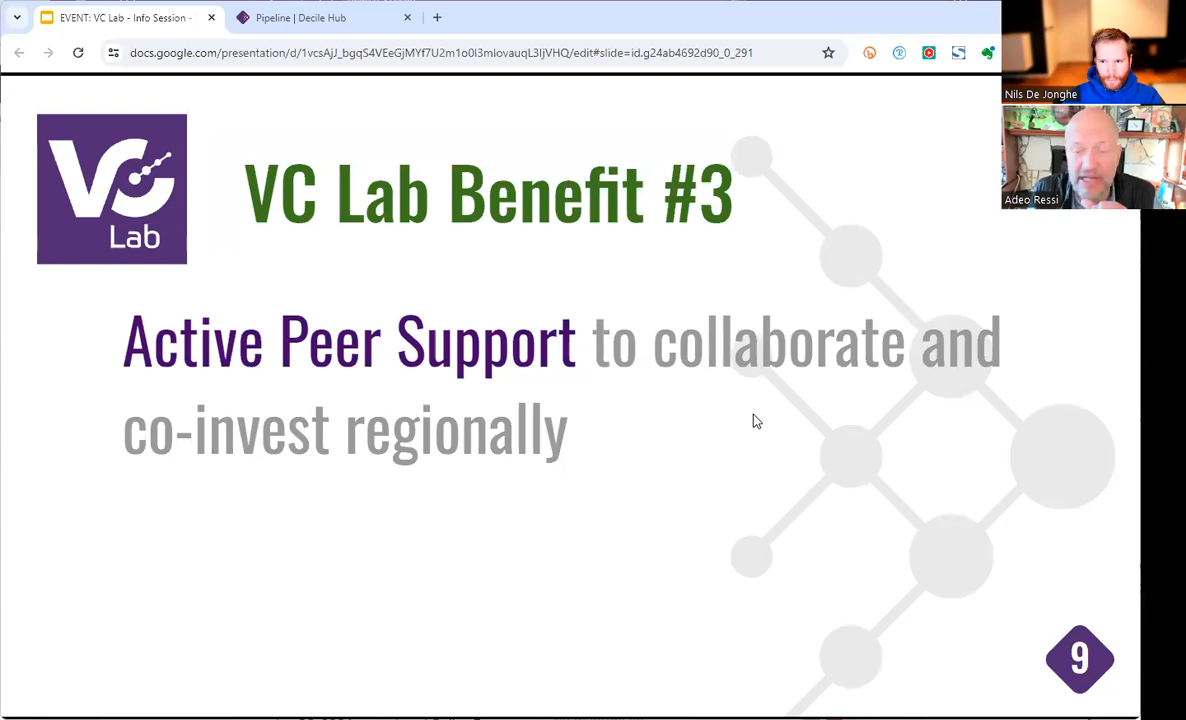 EVENT: VC Lab - Info Session -
Pipeline | Decile Hub
docs.google.com/presentation/d/1vcsAjJ_bgqS4VEeGjMYf7U2m1o0I3mIovauqL3IjVHQ/edit#slide=id.g24ab4692d90_0_291
Nils De Jonghe
Adeo Ressi
VC
Lab
VC Lab Benefit #3
Active Peer Support to collaborate and
co-invest regionally
9